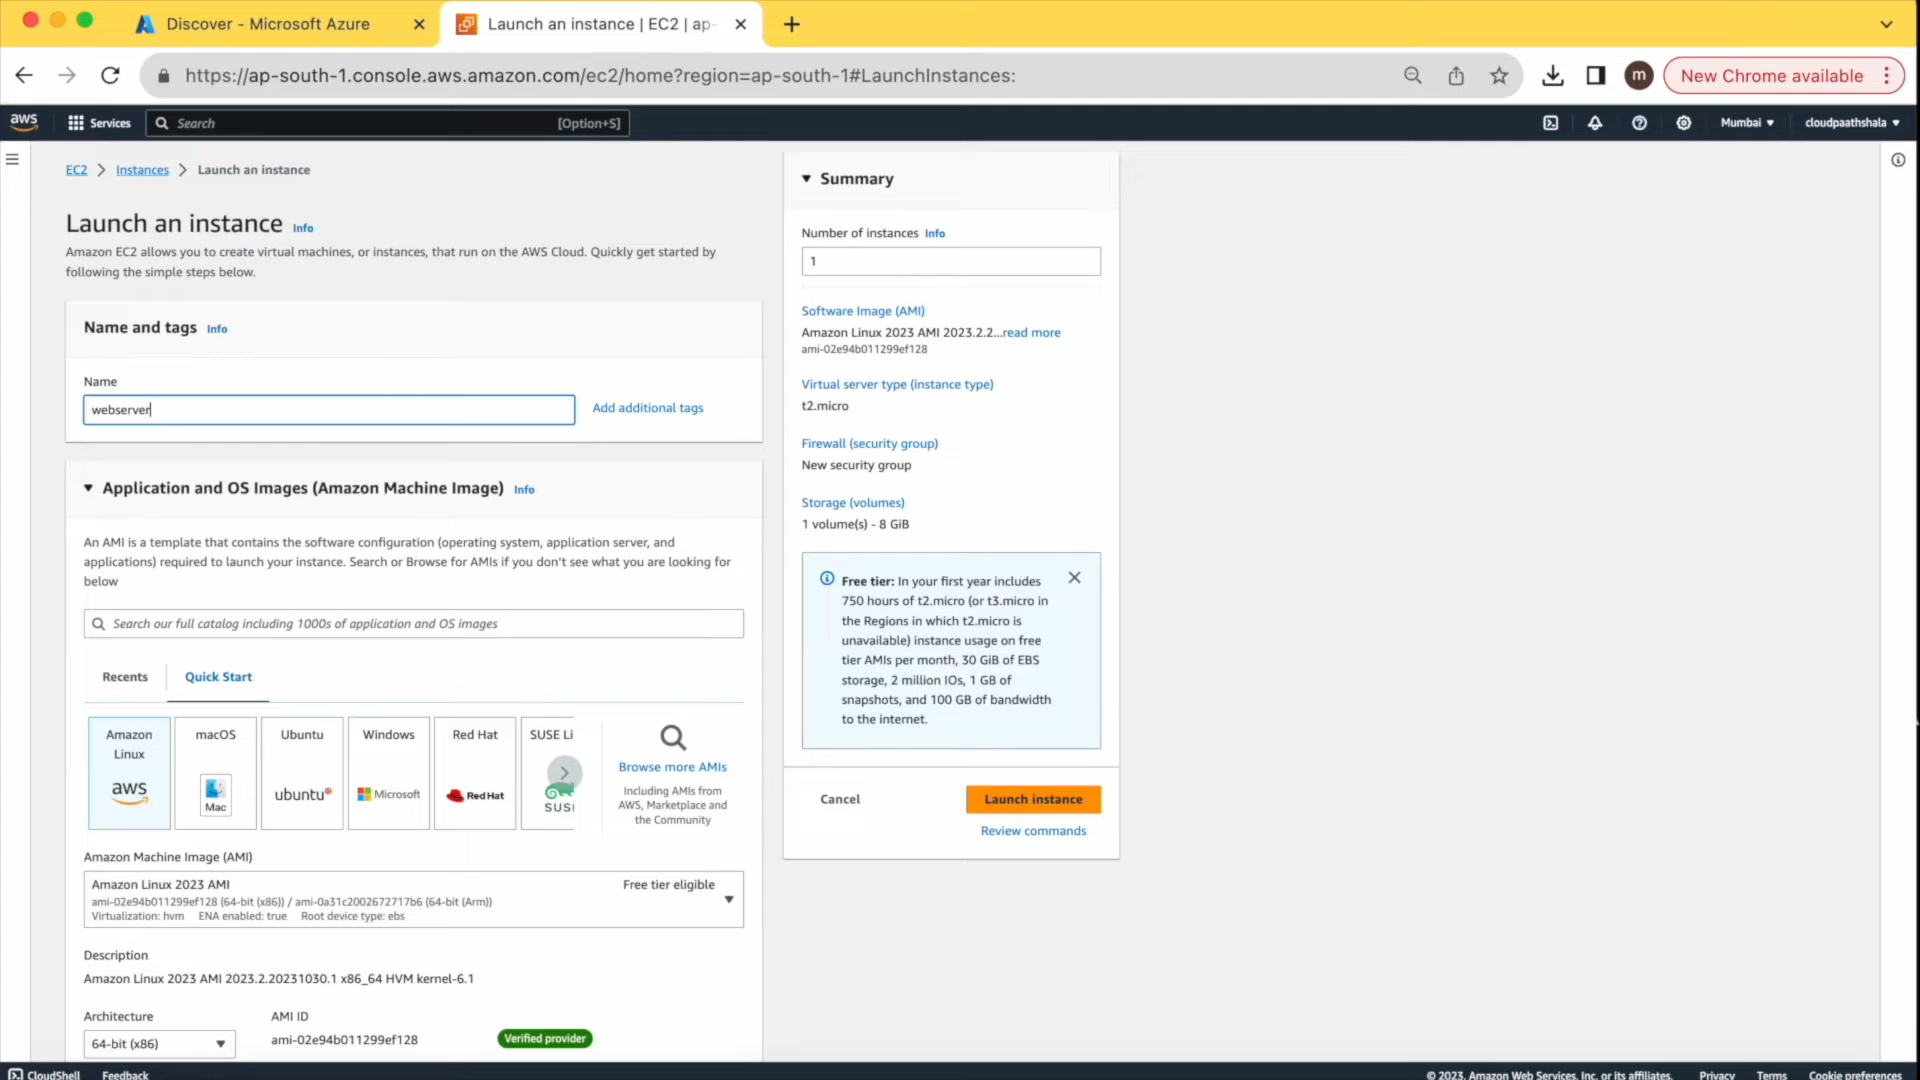 Discover - Microsoft Azure
Launch an instance | EC2 | ap-
https://ap-south-1.console.aws.amazon.com/ec2/home?region=ap-south-1#LaunchInstances:
m
New Chrome available
aws
Services
Search
[Option+S]
Mumbai
cloudpaathshala
EC2 > Instances > Launch an instance
Launch an instance Info
Amazon EC2 allows you to create virtual machines, or instances, that run on the AWS Cloud. Quickly get started by
following the simple steps below.
Name and tags Info
Name
webserver
Add additional tags
Application and OS Images (Amazon Machine Image) Info
An AMI is a template that contains the software configuration (operating system, application server, and
applications) required to launch your instance. Search or Browse for AMIs if you don't see what you are looking for
below
Search our full catalog including 1000s of application and OS images
Recents
Quick Start
Amazon
Linux
aws
macOS
Mac
Ubuntu
ubuntu
Windows
Microsoft
Red Hat
Red Hat
SUSE Li
SUSI
Browse more AMIs
Including AMIs from
AWS, Marketplace and
the Community
Amazon Machine Image (AMI)
Amazon Linux 2023 AMI
Free tier eligible
ami-02e94b011299ef128 (64-bit (x86)) / ami-0a31c2002672717b6 (64-bit (Arm))
Virtualization: hvm ENA enabled: true Root device type: ebs
Description
Amazon Linux 2023 AMI 2023.2.20231030.1 x86_64 HVM kernel-6.1
Architecture
64-bit (x86)
AMI ID
ami-02e94b011299ef128
Verified provider
Summary
Number of instances Info
1
Software Image (AMI)
Amazon Linux 2023 AMI 2023.2.2...read more
ami-02e94b011299ef128
Virtual server type (instance type)
t2.micro
Firewall (security group)
New security group
Storage (volumes)
1 volume(s) - 8 GiB
Free tier: In your first year includes
750 hours of t2.micro (or t3.micro in
the Regions in which t2.micro is
unavailable) instance usage on free
tier AMIs per month, 30 GiB of EBS
storage, 2 million IOs, 1 GB of
snapshots, and 100 GB of bandwidth
to the internet.
Cancel
Launch instance
Review commands
CloudShell
Feedback
© 2023, Amazon Web Services, Inc. or its affiliates.
Privacy
Terms
Cookie preferences